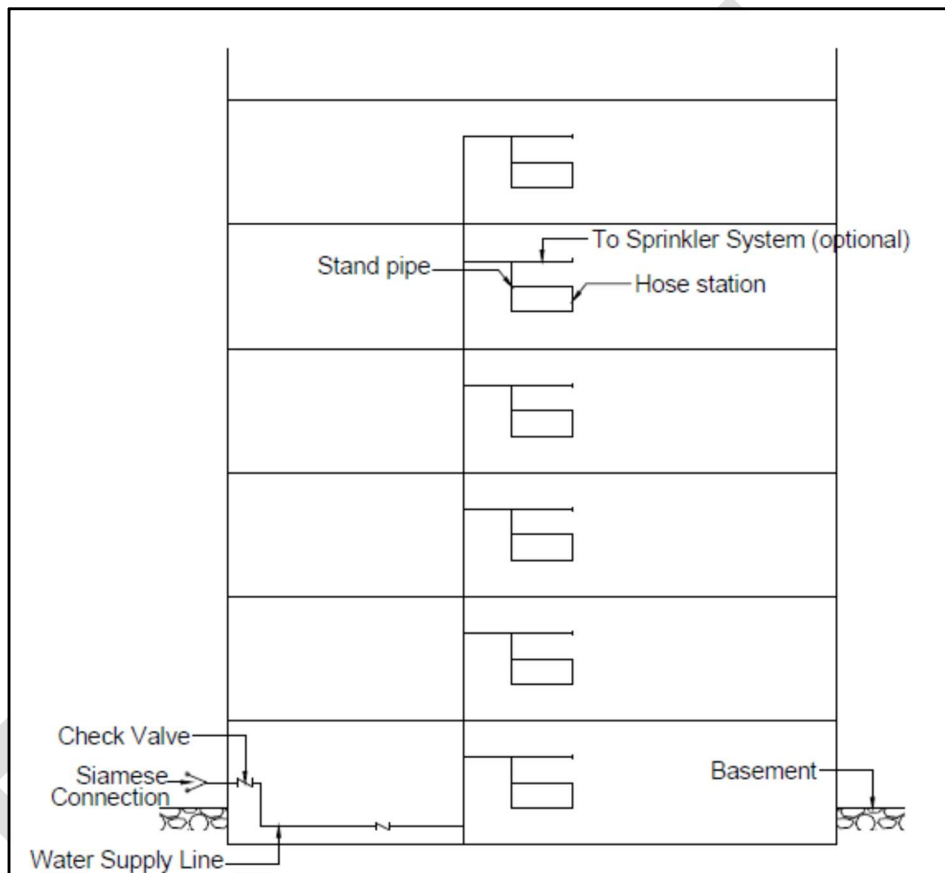 To Sprinkler System (optional)
Stand pipe
Hose station
Check Valve
Siamese
Connection
Basement
Water Supply Line